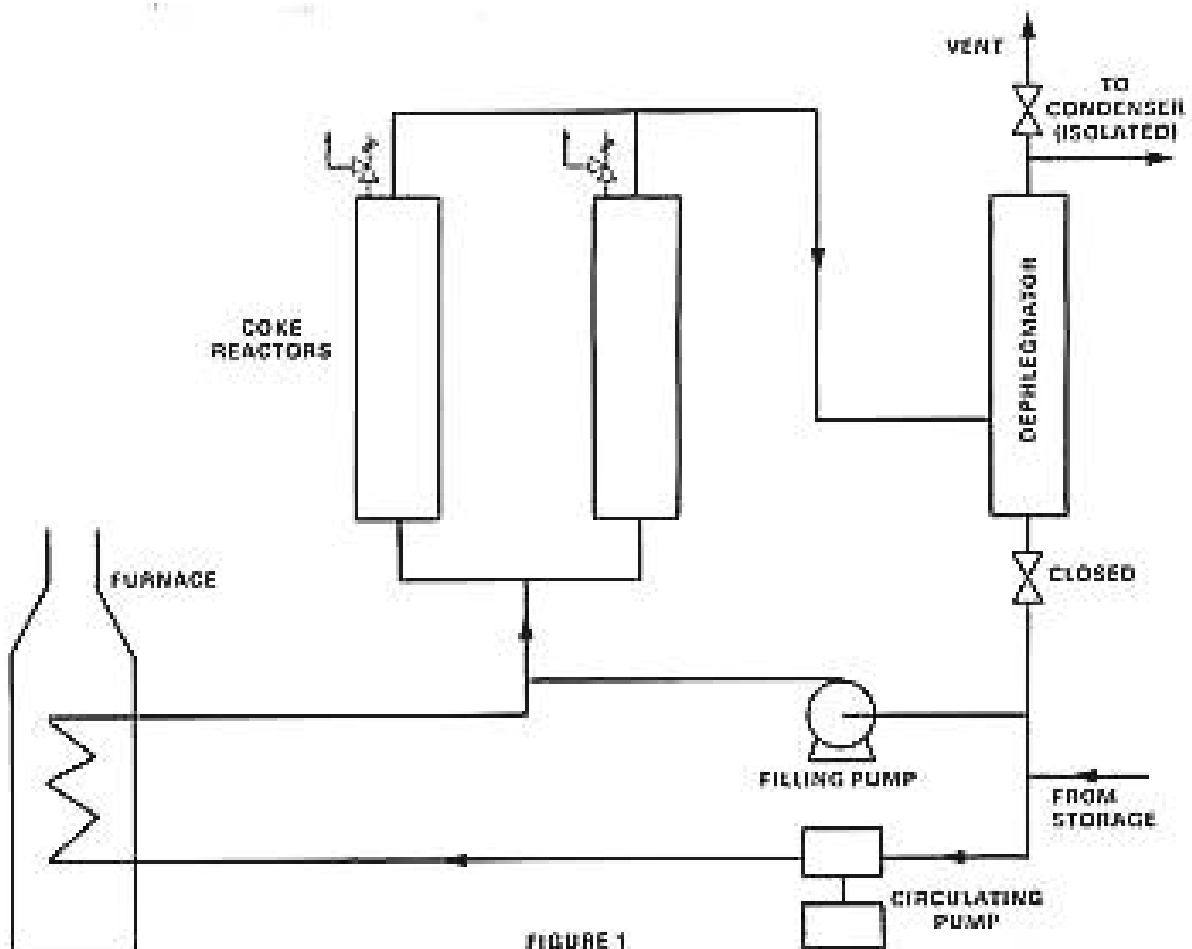 VENT
TO
CONDENSER
(ISOLATED)
COKE
REACTORS
DEPHLEGMATOR
FURNACE
CLOSED
FILLING PUMP
FROM
STORAGE
CIRCULATING
PUMP
FIGURE 1